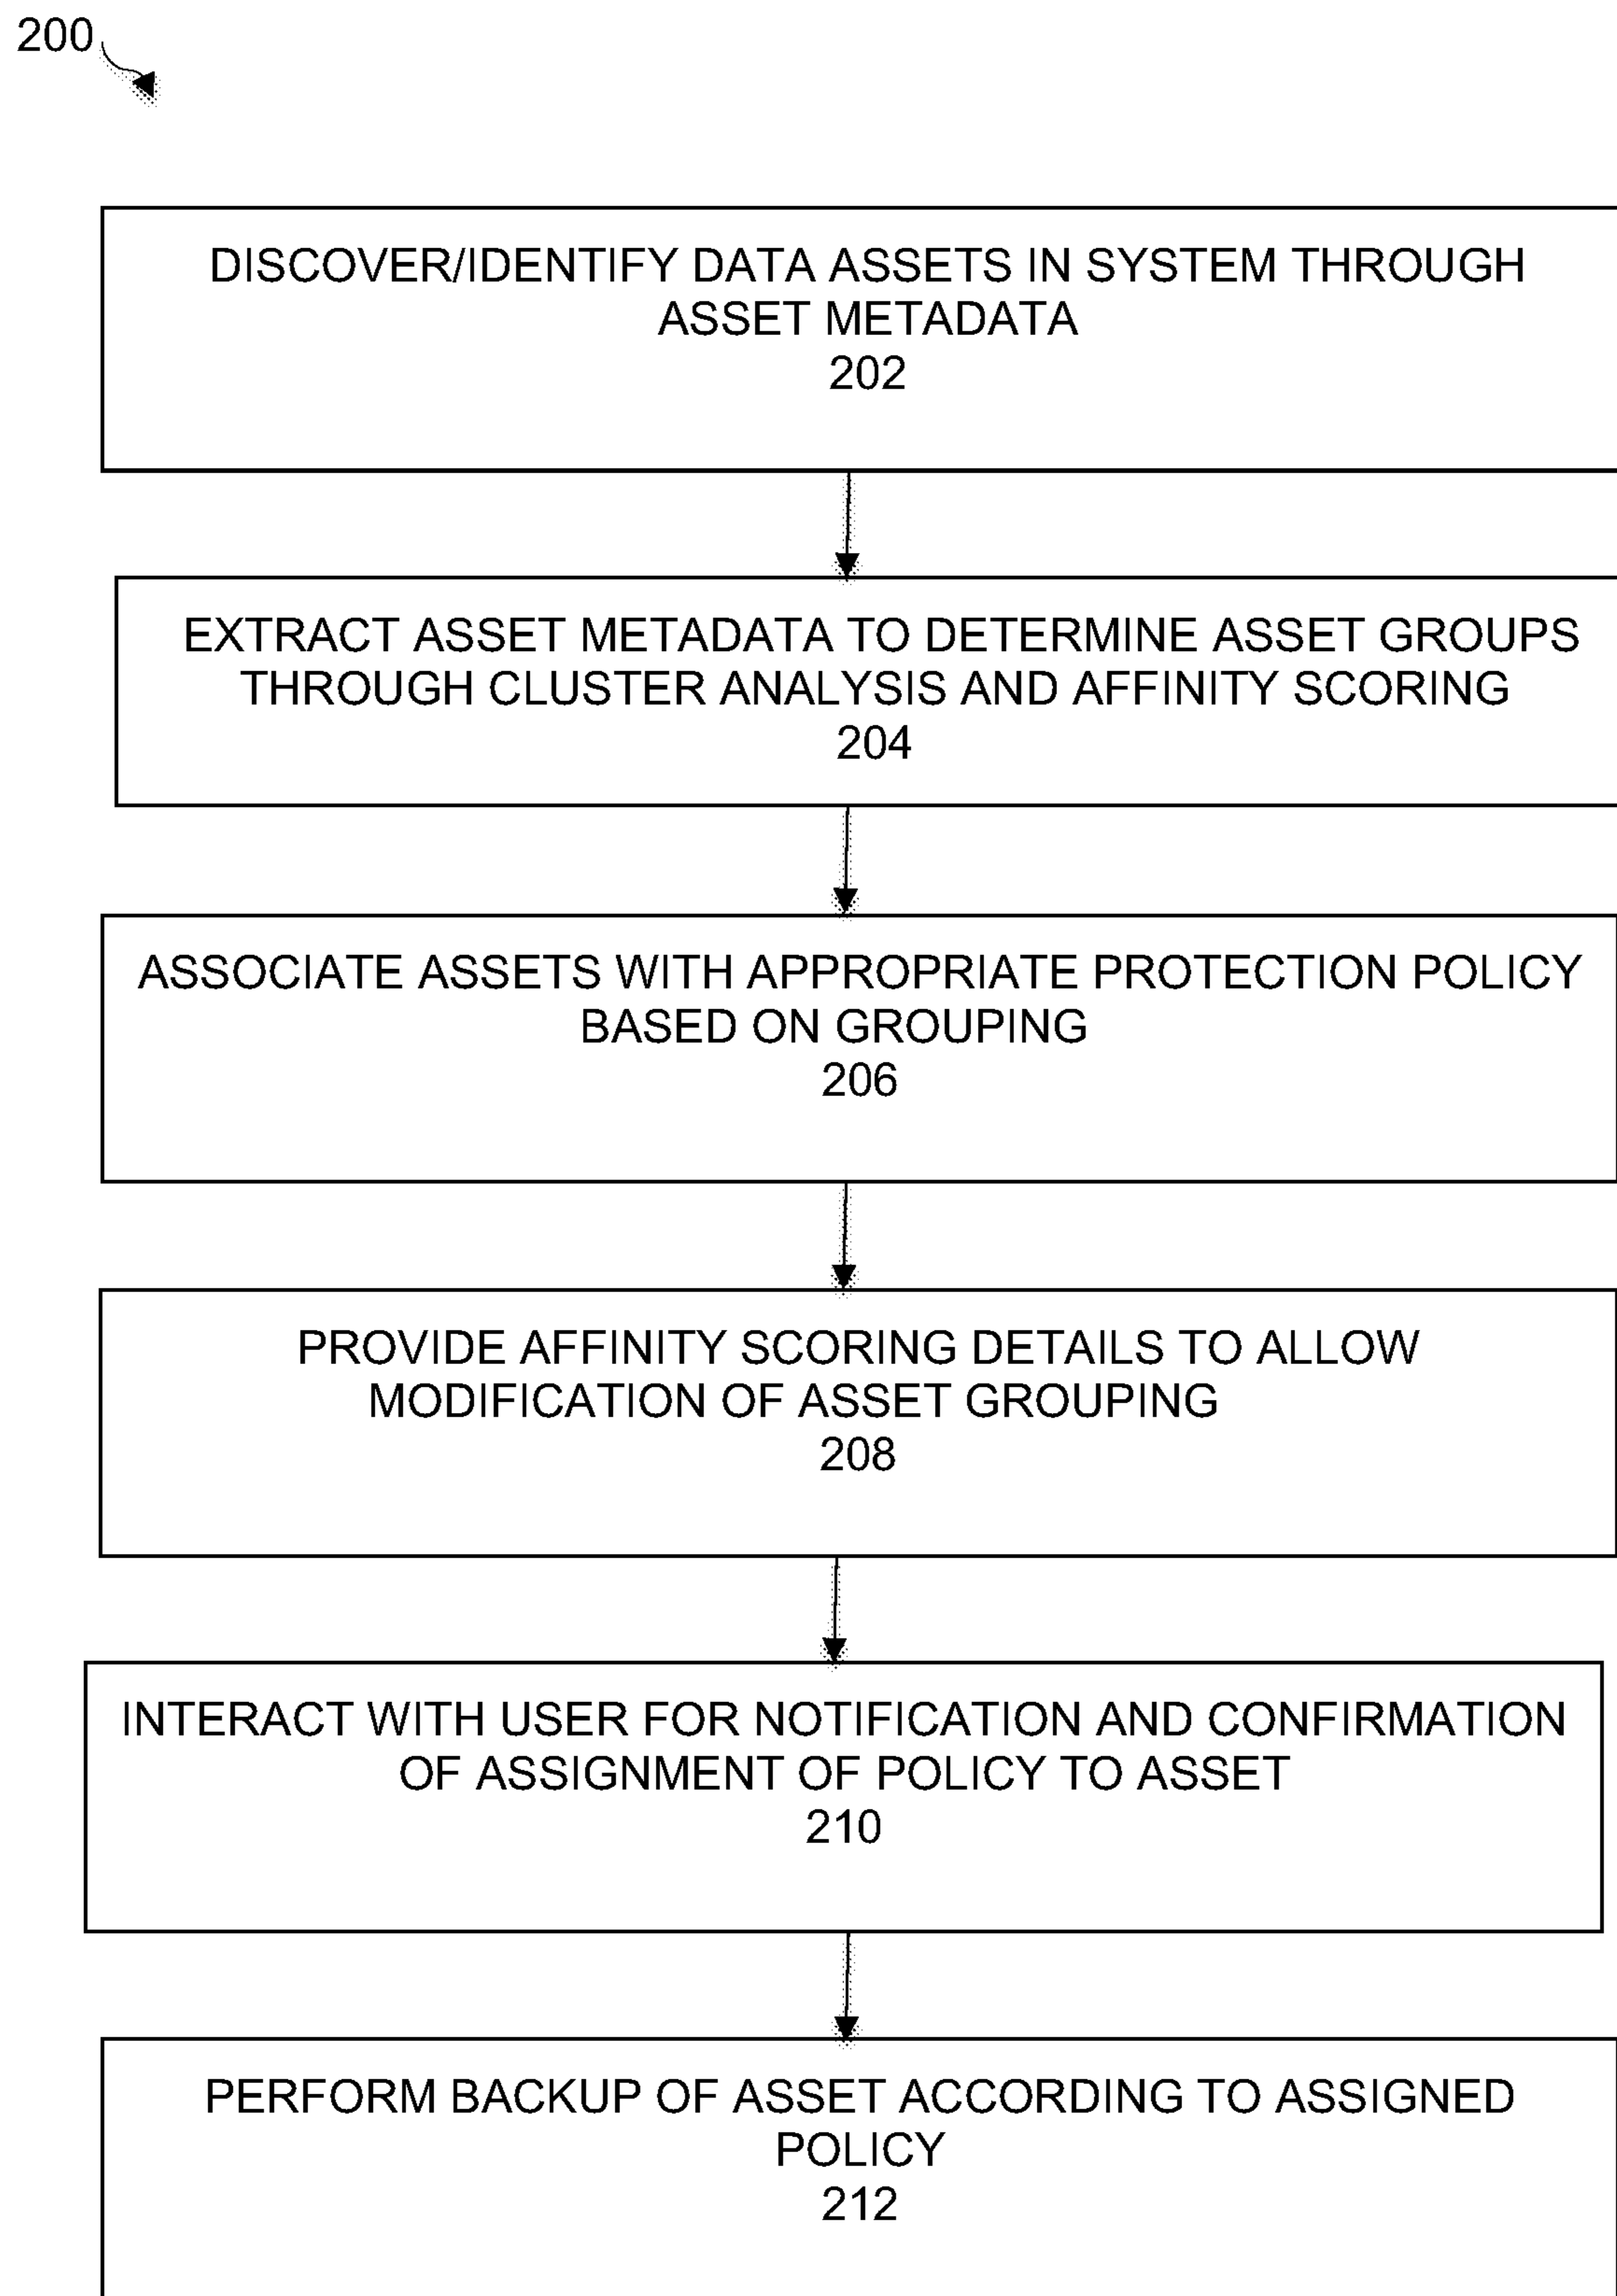 200
DISCOVER/IDENTIFY DATA ASSETS IN SYSTEM THROUGH
ASSET METADATA
202
EXTRACT ASSET METADATA TO DETERMINE ASSET GROUPS
THROUGH CLUSTER ANALYSIS AND AFFINITY SCORING
204
ASSOCIATE ASSETS WITH APPROPRIATE PROTECTION POLICY
BASED ON GROUPING
206
PROVIDE AFFINITY SCORING DETAILS TO ALLOW
MODIFICATION OF ASSET GROUPING
208
INTERACT WITH USER FOR NOTIFICATION AND CONFIRMATION
OF ASSIGNMENT OF POLICY TO ASSET
210
PERFORM BACKUP OF ASSET ACCORDING TO ASSIGNED
POLICY
212